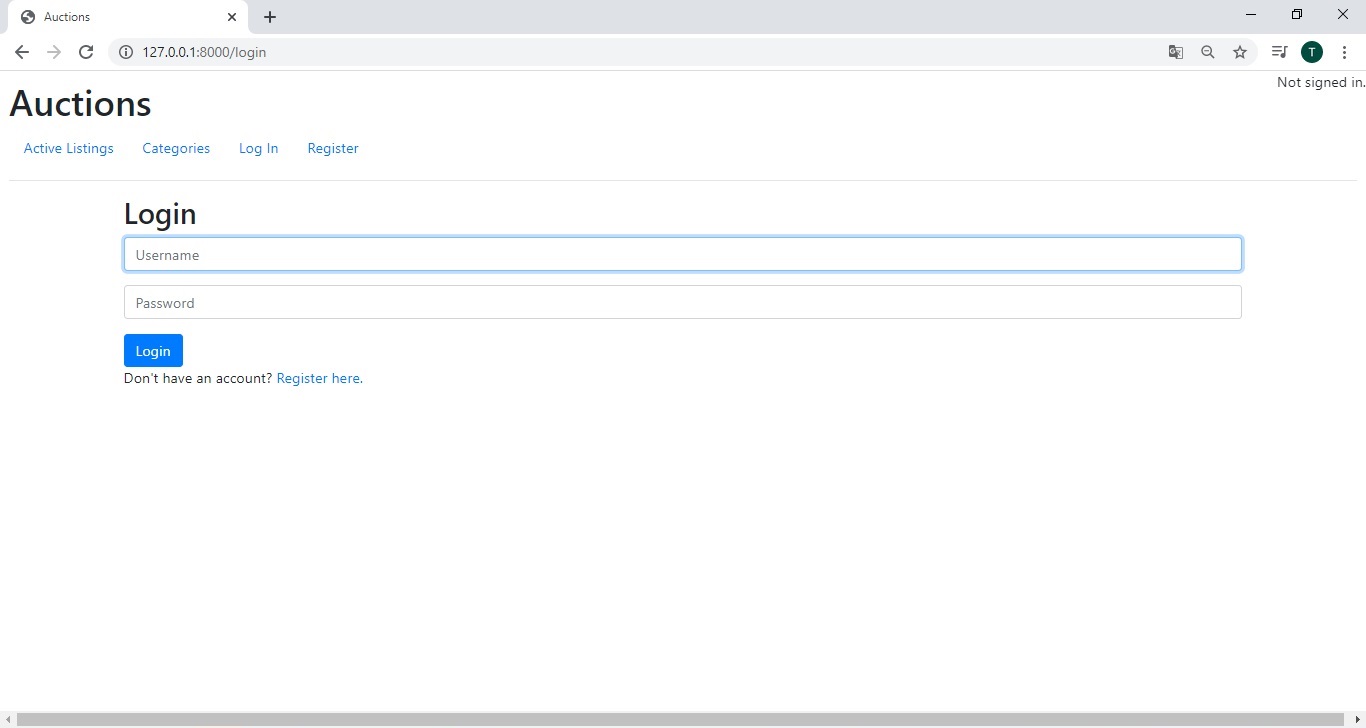 Auctions
127.0.0.1:8000/login
T
Not signed in.
Auctions
Active Listings Categories Log In Register
Login
Username
Password
Login
Don't have an account? Register here.